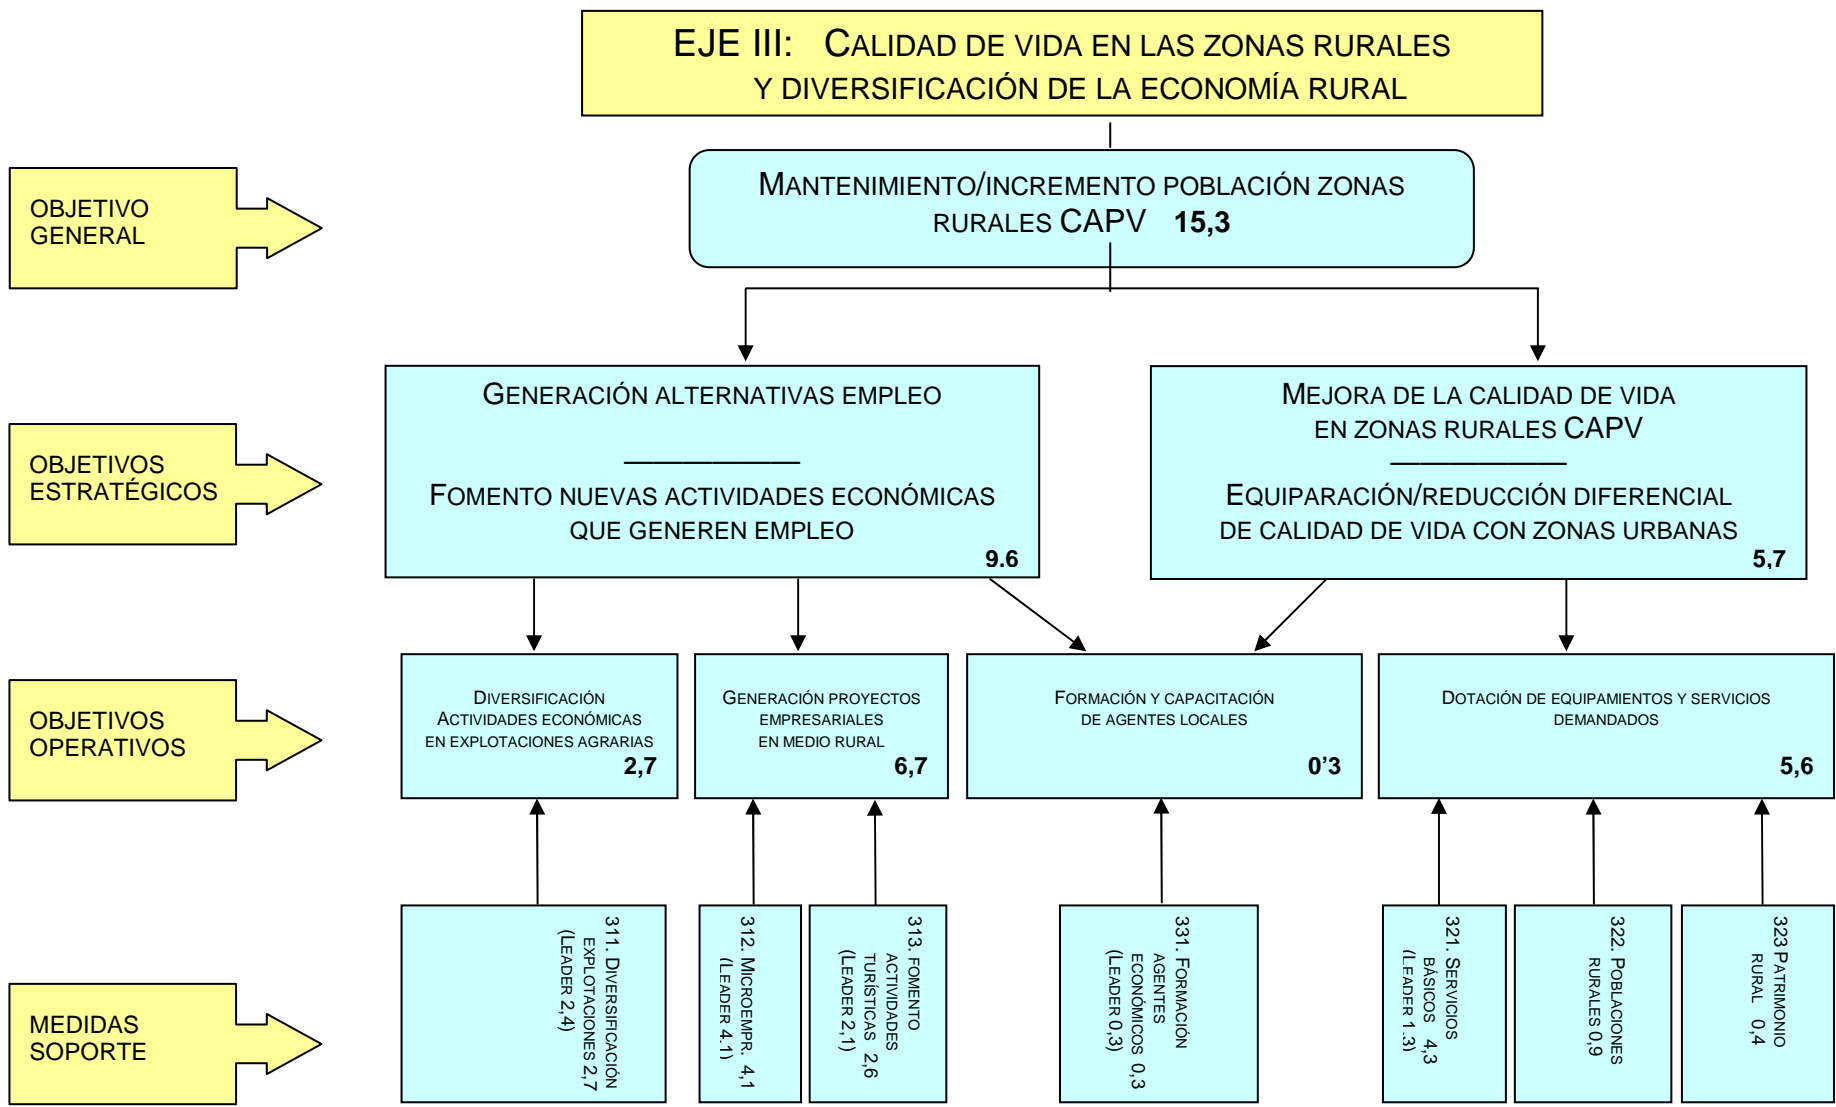 EJE III: CALIDAD DE VIDA EN LAS ZONAS RURALES
Y DIVERSIFICACIÓN DE LA ECONOMÍA RURAL
OBJETIVO
GENERAL
MANTENIMIENTO/INCREMENTO POBLACIÓN ZONAS
RURALES CAPV 15,3
OBJETIVOS
ESTRATÉGICOS
GENERACIÓN ALTERNATIVAS EMPLEO
FOMENTO NUEVAS ACTIVIDADES ECONÓMICAS
QUE GENEREN EMPLEO
9.6
MEJORA DE LA CALIDAD DE VIDA
EN ZONAS RURALES CAPV
EQUIPARACIÓN/REDUCCIÓN DIFERENCIAL
DE CALIDAD DE VIDA CON ZONAS URBANAS
5,7
OBJETIVOS
OPERATIVOS
DIVERSIFICACIÓN
ACTIVIDADES ECONÓMICAS
EN EXPLOTACIONES AGRARIAS
2,7
GENERACIÓN PROYECTOS
EMPRESARIALES
EN MEDIO RURAL
6,7
FORMACIÓN Y CAPACITACIÓN
DE AGENTES LOCALES
0’3
DOTACIÓN DE EQUIPAMIENTOS Y SERVICIOS
DEMANDADOS
5,6
MEDIDAS
SOPORTE
311. DIVERSIFICACIÓN
EXPLOTACIONES 2,7
(LEADER 2,4)
312. MICROEMPR. 4,1
(LEADER 4.1)
313. FOMENTO
ACTIVIDADES
TURÍSTICAS 2,6
(LEADER 2,1)
331. FORMACIÓN
AGENTES
ECONÓMICOS 0,3
(LEADER 0,3)
321. SERVICIOS
BÁSICOS 4,3
(LEADER 1.3)
322. POBLACIONES
RURALES 0,9
323 PATRIMONIO
RURAL 0,4